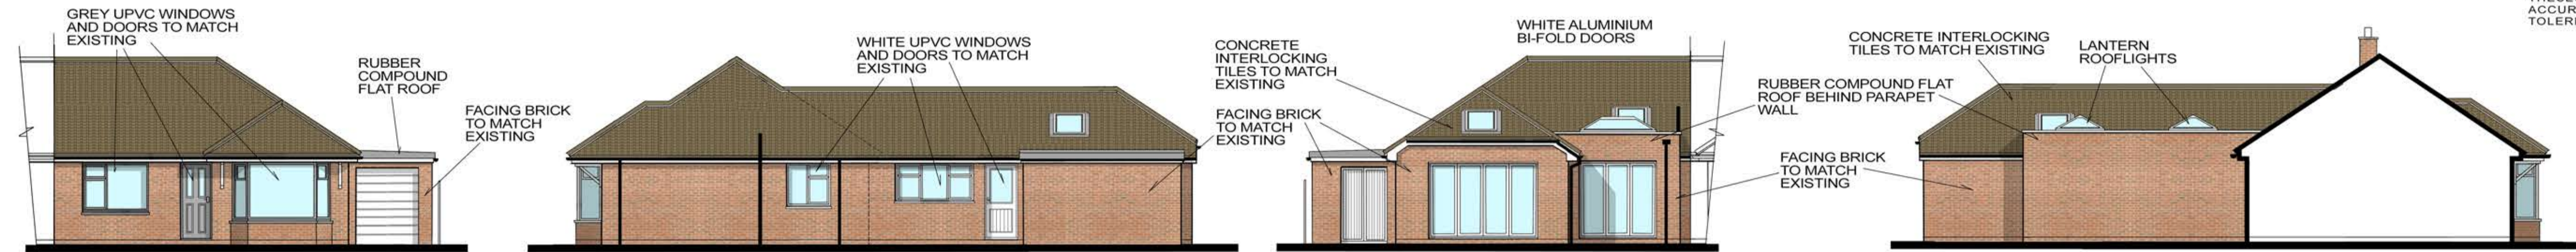 GREY UPVC WINDOWS
AND DOORS TO MATCH
EXISTING
RUBBER
COMPOUND
FLAT ROOF
FACING BRICK
TO MATCH
EXISTING
WHITE UPVC WINDOWS
AND DOORS TO MATCH
EXISTING
CONCRETE
INTERLOCKING
TILES TO MATCH
EXISTING
FACING BRICK
TO MATCH
EXISTING
WHITE ALUMINIUM
BI-FOLD DOORS
RUBBER COMPOUND FLAT
ROOF BEHIND PARAPET
WALL
FACING BRICK
TO MATCH
EXISTING
CONCRETE INTERLOCKING
TILES TO MATCH EXISTING
LANTERN
ROOFLIGHTS